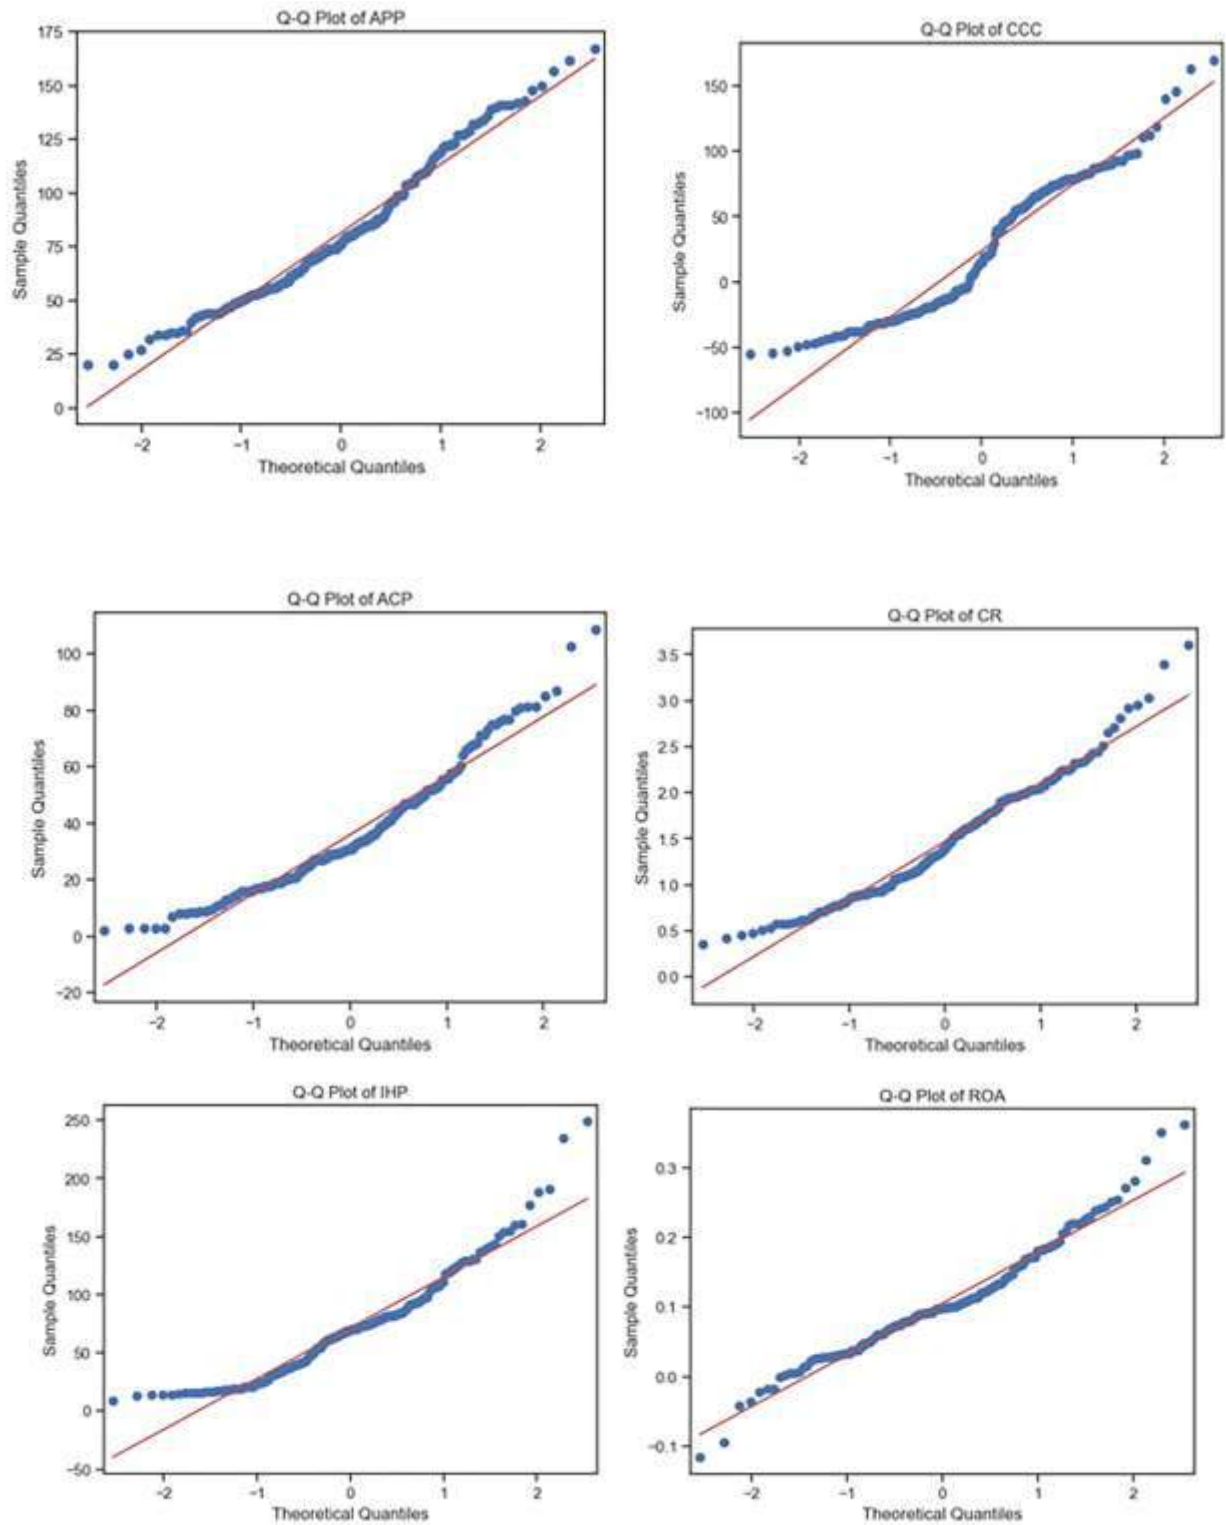 Q-Q Plot of APP
175
150
125
100
75
50
25
0
Sample Quantiles
−2 −1 0 1 2
Theoretical Quantiles
Q-Q Plot of CCC
150
100
50
0
−50
−100
Sample Quantiles
−2 −1 0 1 2
Theoretical Quantiles
Q-Q Plot of ACP
100
80
60
40
20
0
−20
Sample Quantiles
−2 −1 0 1 2
Theoretical Quantiles
Q-Q Plot of CR
3.5
3.0
2.5
2.0
1.5
1.0
0.5
0.0
Sample Quantiles
−2 −1 0 1 2
Theoretical Quantiles
Q-Q Plot of IHP
250
200
150
100
50
0
−50
Sample Quantiles
−2 −1 0 1 2
Theoretical Quantiles
Q-Q Plot of ROA
0.3
0.2
0.1
0.0
−0.1
Sample Quantiles
−2 −1 0 1 2
Theoretical Quantiles